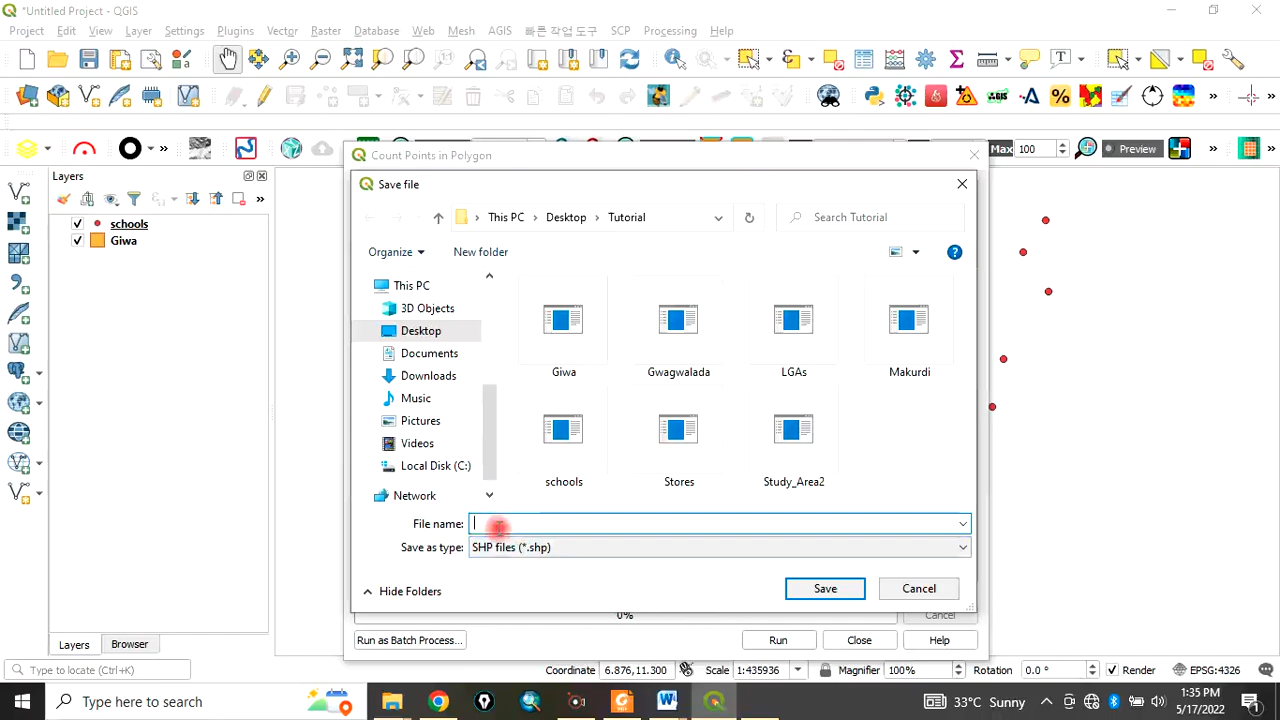 *Untitled Project - QGIS
Project Edit View Layer Settings Plugins Vector Raster Database Web Mesh AGIS 빠른 작업 도구 SCP Processing Help
Max 100 Preview
Layers
Count Points in Polygon
Save file
This PC Desktop Tutorial
Search Tutorial
Organize New folder
schools
Giwa
This PC
3D Objects
Desktop
Documents
Downloads
Music
Pictures
Videos
Local Disk (C:)
Network
Giwa Gwagwalada LGAs Makurdi
schools Stores Study_Area2
File name:
Save as type: SHP files (*.shp)
Hide Folders Save Cancel
0% Cancel
Run as Batch Process... Run Close Help
Layers Browser
Type to locate (Ctrl+K) Coordinate 6.876,11.300 Scale 1:435936 Magnifier 100% Rotation 0.0 ° Render EPSG:4326
Type here to search 33°C Sunny 1:35 PM
5/17/2022